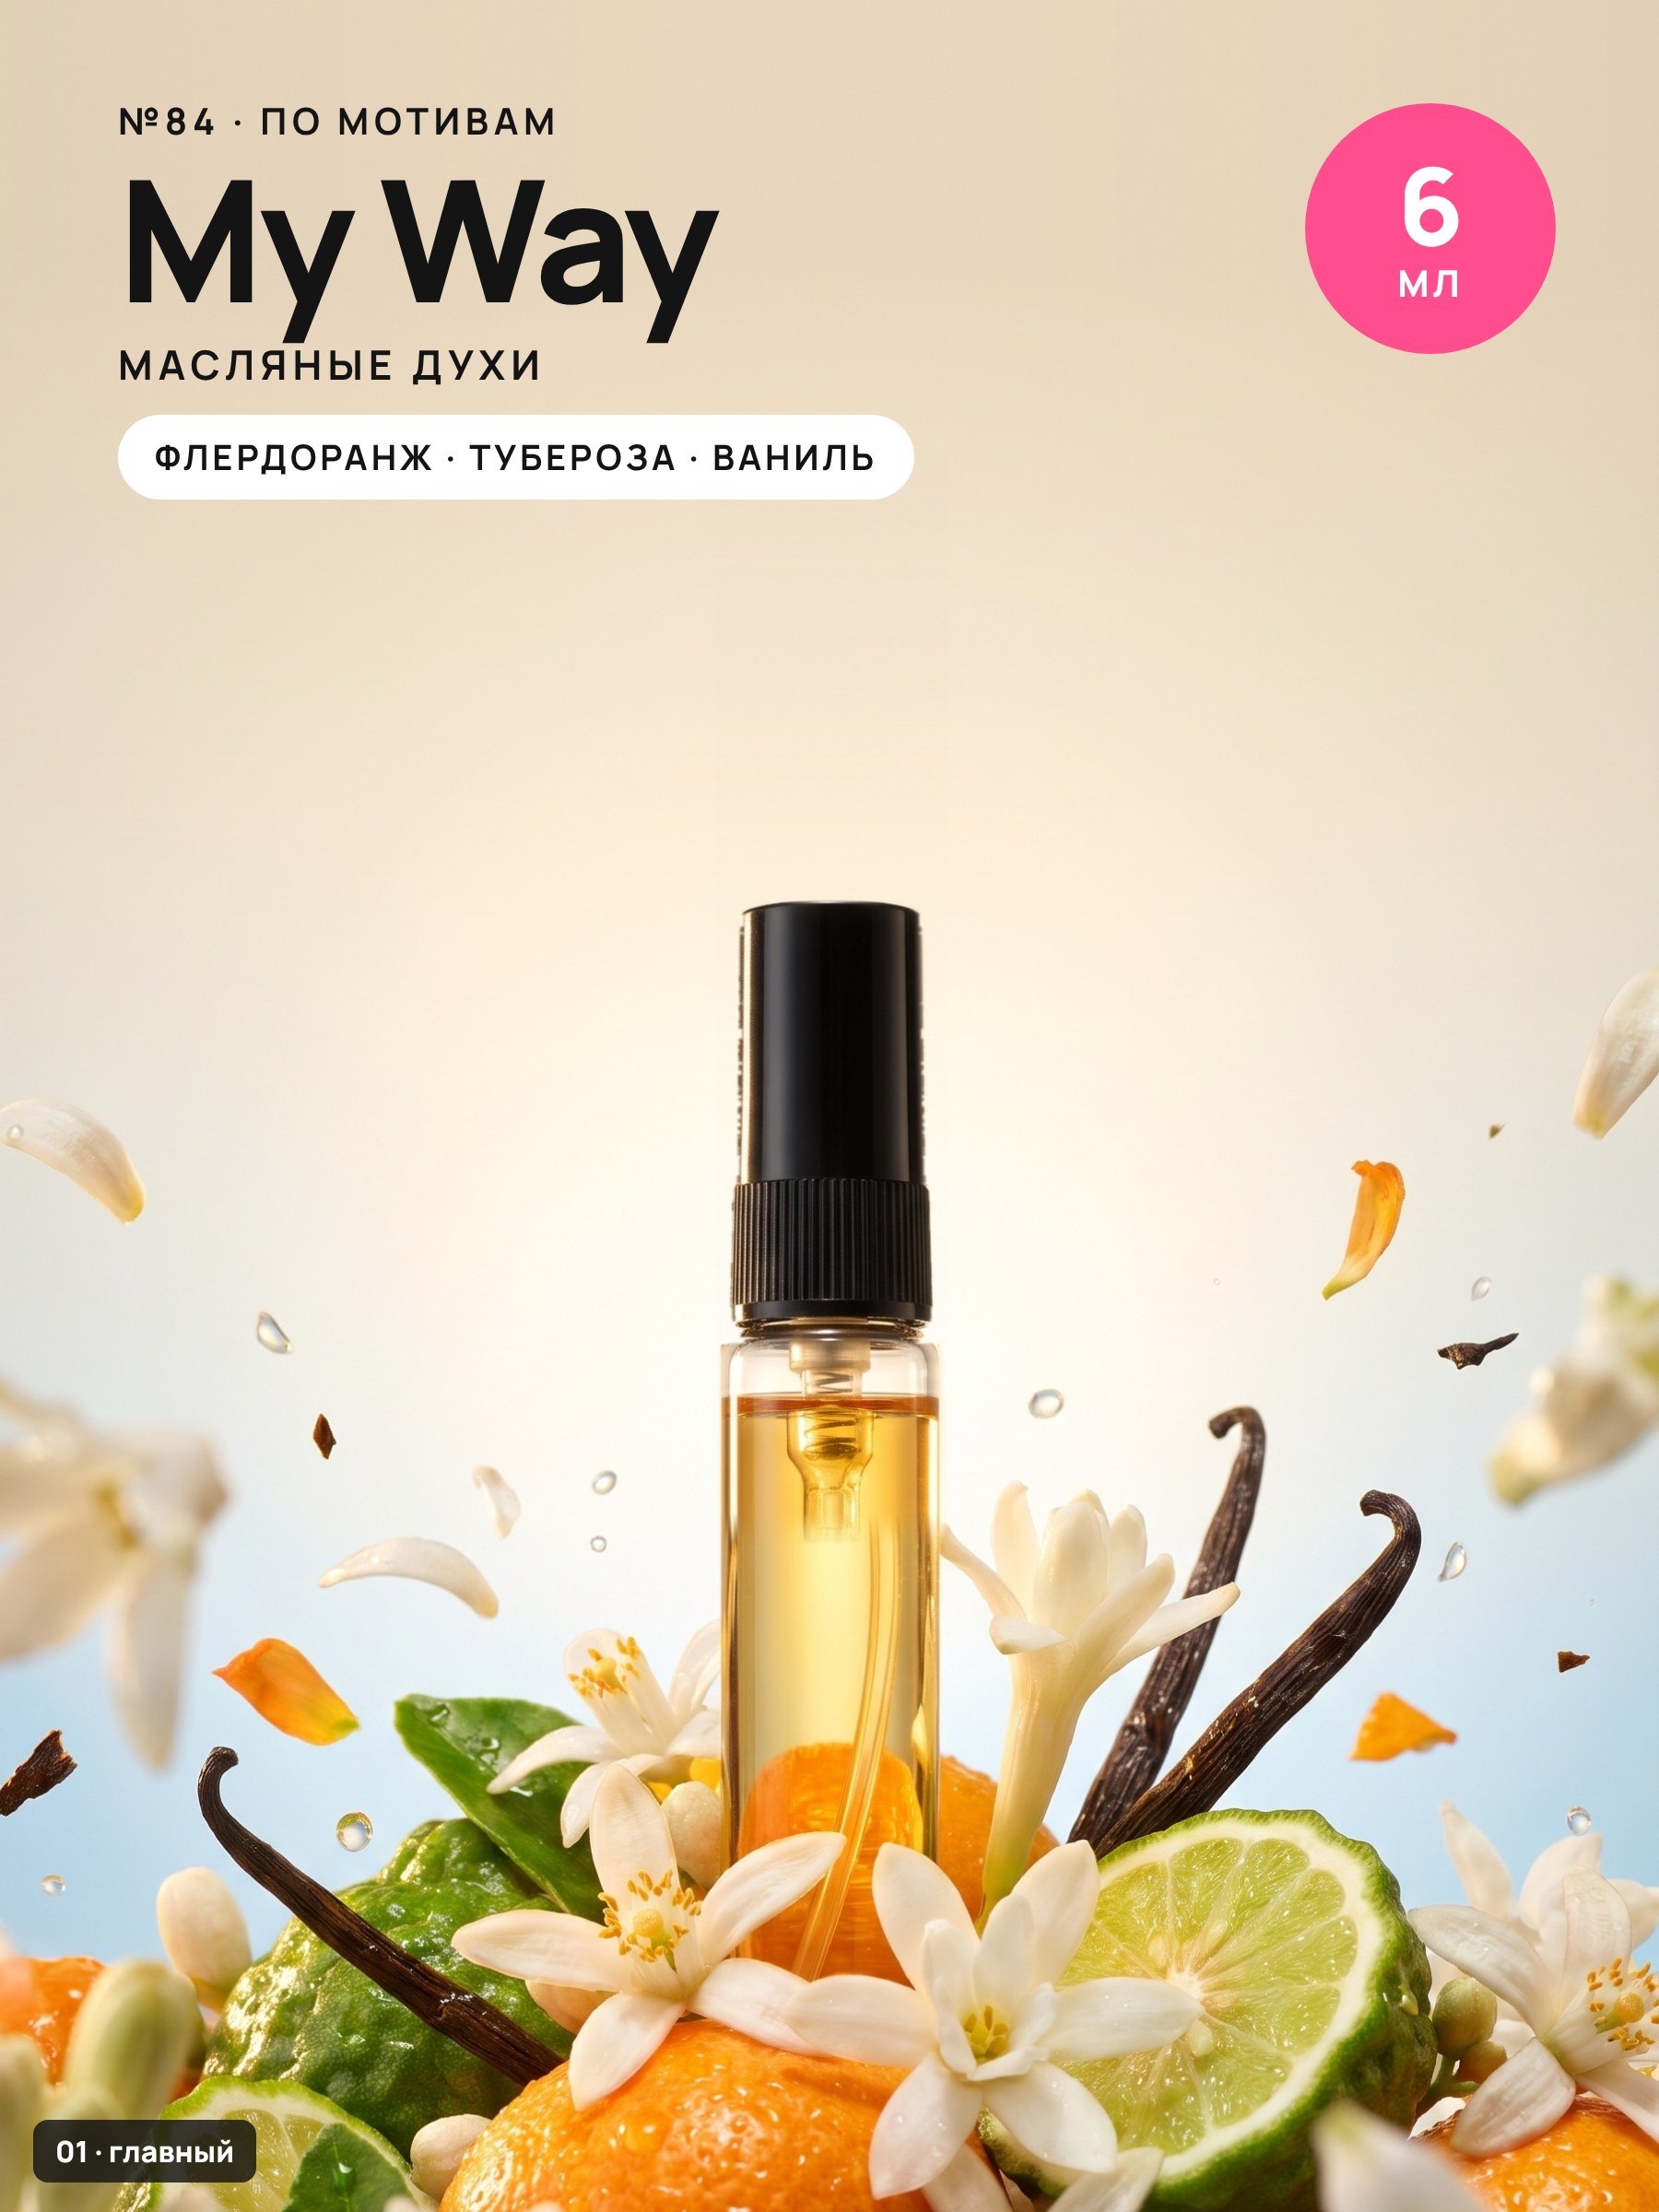 №84 · ПО МОТИВАМ
My Way
МАСЛЯНЫЕ ДУХИ
ФЛЕРДОРАНЖ · ТУБЕРОЗА · ВАНИЛЬ
6
МЛ
01 · главный